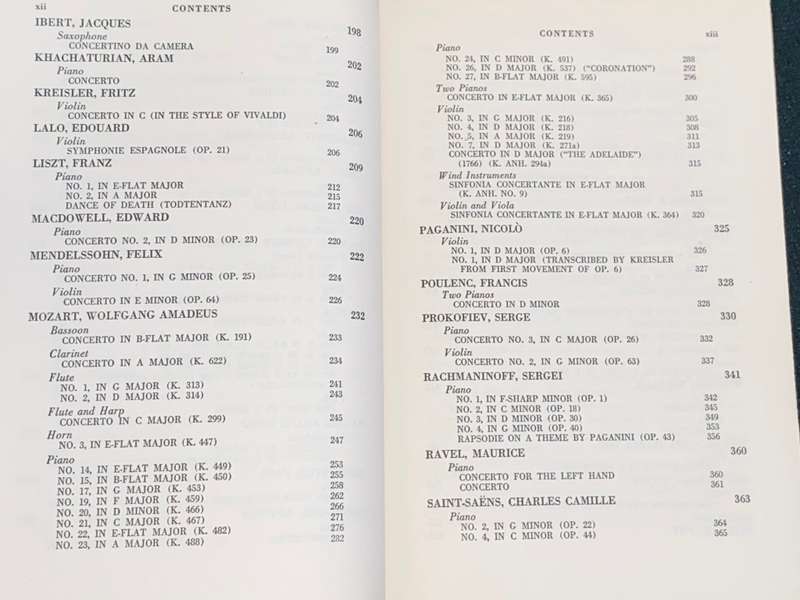 xii CONTENTS
IBERT, JACQUES 198
Saxophone
CONCERTINO DA CAMERA 199
KHACHATURIAN, ARAM 202
Piano
CONCERTO 202
KREISLER, FRITZ 204
Violin
CONCERTO IN C (IN THE STYLE OF VIVALDI) 204
LALO, EDOUARD 206
Violin
SYMPHONIE ESPAGNOLE (OP. 21) 206
LISZT, FRANZ 209
Piano
NO. 1, IN E-FLAT MAJOR 212
NO. 2, IN A MAJOR 215
DANCE OF DEATH (TODTENTANZ) 217
MACDOWELL, EDWARD 220
Piano
CONCERTO NO. 2, IN D MINOR (OP. 23) 220
MENDELSSOHN, FELIX 222
Piano
CONCERTO NO. 1, IN G MINOR (OP. 25) 224
Violin
CONCERTO IN E MINOR (OP. 64) 226
MOZART, WOLFGANG AMADEUS 232
Bassoon
CONCERTO IN B-FLAT MAJOR (K. 191) 233
Clarinet
CONCERTO IN A MAJOR (K. 622) 234
Flute
NO. 1, IN G MAJOR (K. 313) 241
NO. 2, IN D MAJOR (K. 314) 243
Flute and Harp
CONCERTO IN C MAJOR (K. 299) 245
Horn
NO. 3, IN E-FLAT MAJOR (K. 447) 247
Piano
NO. 14, IN E-FLAT MAJOR (K. 449) 253
NO. 15, IN B-FLAT MAJOR (K. 450) 255
NO. 17, IN G MAJOR (K. 453) 258
NO. 19, IN F MAJOR (K. 459) 262
NO. 20, IN D MINOR (K. 466) 266
NO. 21, IN C MAJOR (K. 467) 271
NO. 22, IN E-FLAT MAJOR (K. 482) 276
NO. 23, IN A MAJOR (K. 488) 282
CONTENTS xiii
Piano
NO. 24, IN C MINOR (K. 491) 288
NO. 26, IN D MAJOR (K. 537) ("CORONATION") 292
NO. 27, IN B-FLAT MAJOR (K. 595) 296
Two Pianos
CONCERTO IN E-FLAT MAJOR (K. 365) 300
Violin
NO. 3, IN G MAJOR (K. 216) 305
NO. 4, IN D MAJOR (K. 218) 308
NO. 5, IN A MAJOR (K. 219) 311
NO. 7, IN D MAJOR (K. 271a) 313
CONCERTO IN D MAJOR ("THE ADELAIDE")
(1766) (K. ANH. 294a) 315
Wind Instruments
SINFONIA CONCERTANTE IN E-FLAT MAJOR
(K. ANH. NO. 9) 315
Violin and Viola
SINFONIA CONCERTANTE IN E-FLAT MAJOR (K. 364) 320
PAGANINI, NICOLÒ 325
Violin
NO. 1, IN D MAJOR (OP. 6) 326
NO. 1, IN D MAJOR (TRANSCRIBED BY KREISLER
FROM FIRST MOVEMENT OF OP. 6) 327
POULENC, FRANCIS 328
Two Pianos
CONCERTO IN D MINOR 328
PROKOFIEV, SERGE 330
Piano
CONCERTO NO. 3, IN C MAJOR (OP. 26) 332
Violin
CONCERTO NO. 2, IN G MINOR (OP. 63) 337
RACHMANINOFF, SERGEI 341
Piano
NO. 1, IN F-SHARP MINOR (OP. 1) 342
NO. 2, IN C MINOR (OP. 18) 345
NO. 3, IN D MINOR (OP. 30) 349
NO. 4, IN G MINOR (OP. 40) 353
RAPSODIE ON A THEME BY PAGANINI (OP. 43) 356
RAVEL, MAURICE 360
Piano
CONCERTO FOR THE LEFT HAND 360
CONCERTO 361
SAINT-SAËNS, CHARLES CAMILLE 363
Piano
NO. 2, IN G MINOR (OP. 22) 364
NO. 4, IN C MINOR (OP. 44) 365